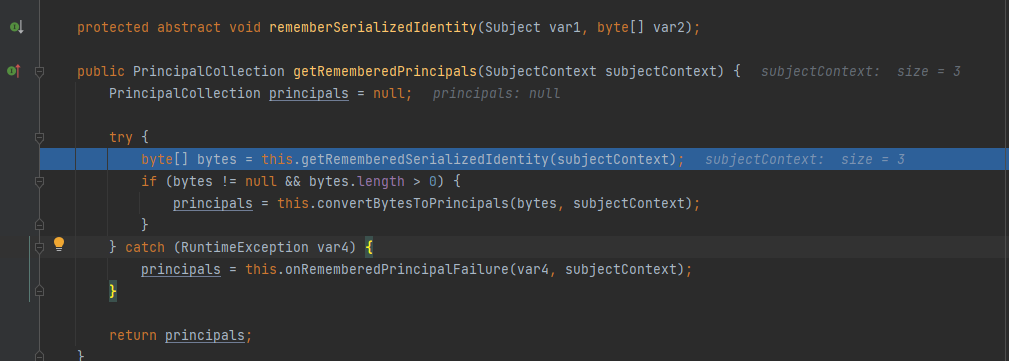 protected abstract void rememberSerializedIdentity(Subject var1, byte[] var2);
public PrincipalCollection getRememberedPrincipals(SubjectContext subjectContext) {   subjectContext:  size = 3
PrincipalCollection principals = null;   principals: null
try {
byte[] bytes = this.getRememberedSerializedIdentity(subjectContext);   subjectContext:  size = 3
if (bytes != null && bytes.length > 0) {
principals = this.convertBytesToPrincipals(bytes, subjectContext);
}
} catch (RuntimeException var4) {
principals = this.onRememberedPrincipalFailure(var4, subjectContext);
}
return principals;
}